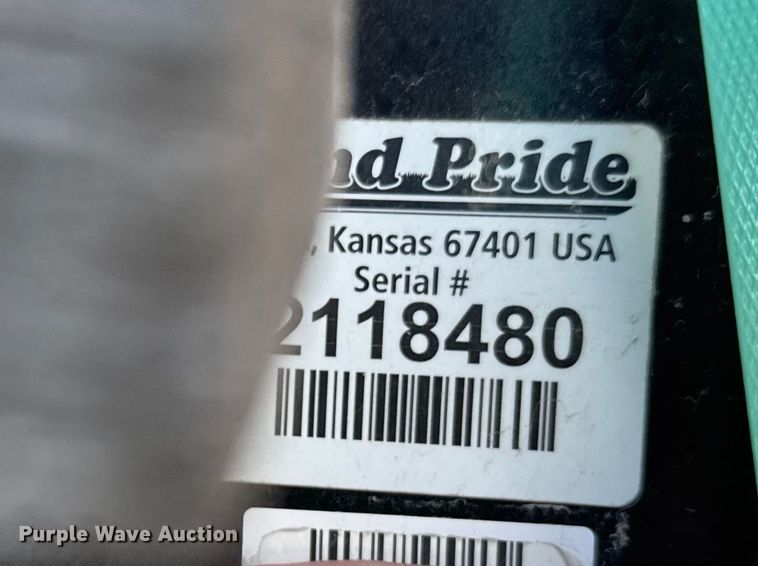 nd Pride
, Kansas 67401 USA
Serial #
2118480
Purple Wave Auction